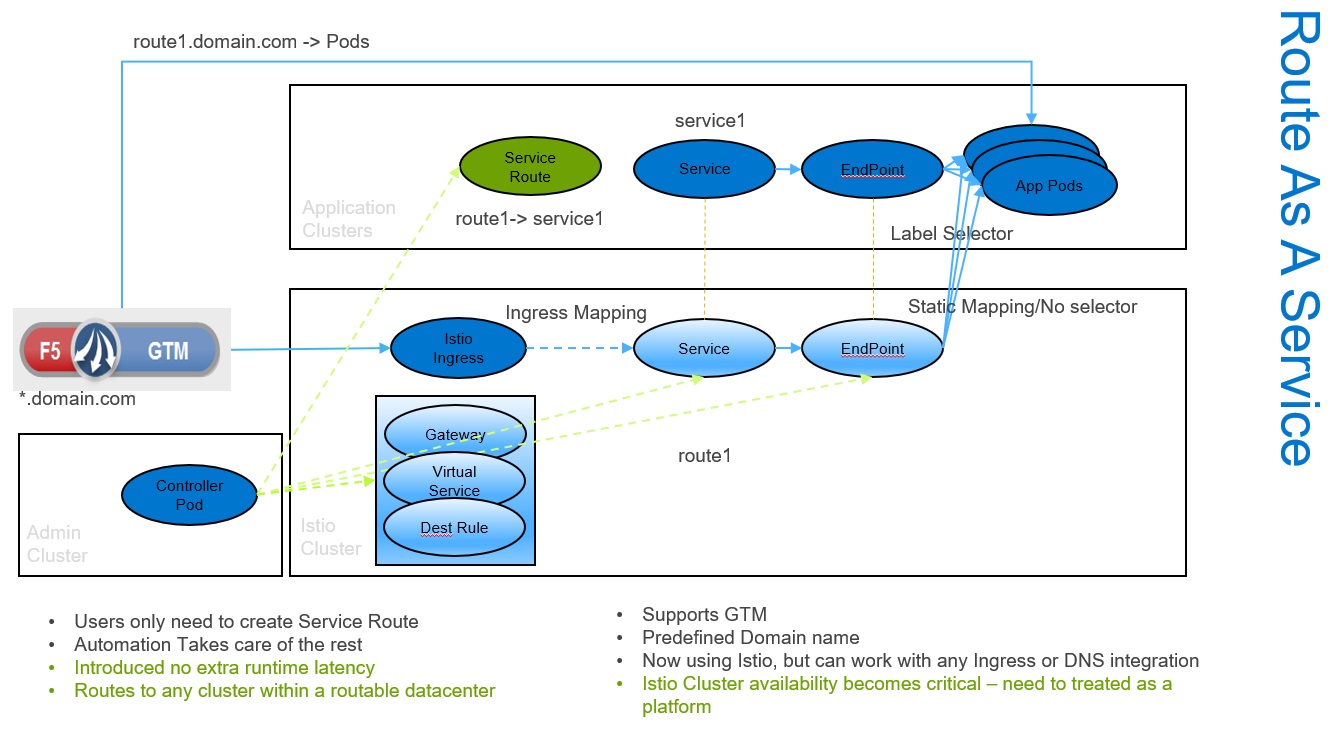 Route As A Service
route1.domain.com -> Pods
service1
Service
Route
Service
EndPoint
App Pods
Application
Clusters
route1-> service1
Label Selector
Ingress Mapping
Static Mapping/No selector
F5
GTM
Istio
Ingress
Service
EndPoint
*.domain.com
Gateway
Virtual
Service
Dest Rule
route1
Controller
Pod
Admin
Cluster
Istio
Cluster
• Users only need to create Service Route
• Automation Takes care of the rest
• Introduced no extra runtime latency
• Routes to any cluster within a routable datacenter
• Supports GTM
• Predefined Domain name
• Now using Istio, but can work with any Ingress or DNS integration
• Istio Cluster availability becomes critical – need to treated as a
platform